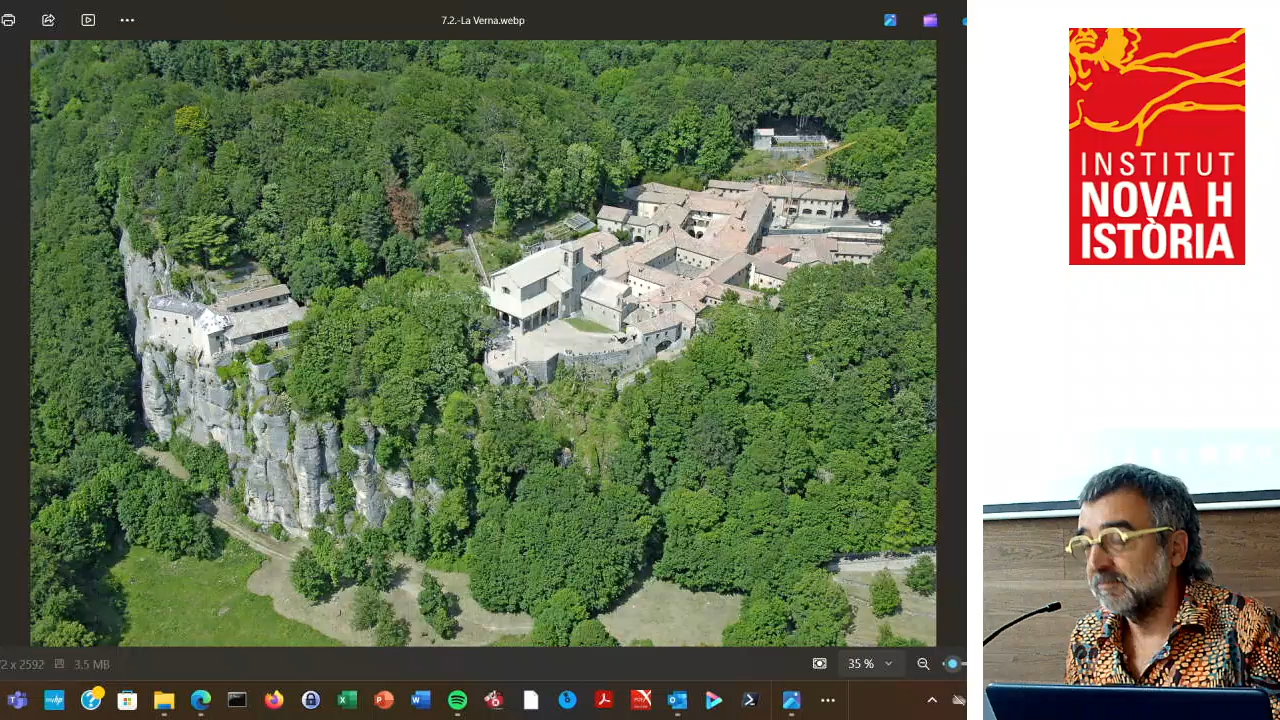 7.2.-La Verna.webp
INSTITUT
NOVA H
ISTÒRIA
2 x 2592
3.5 MB
35 %